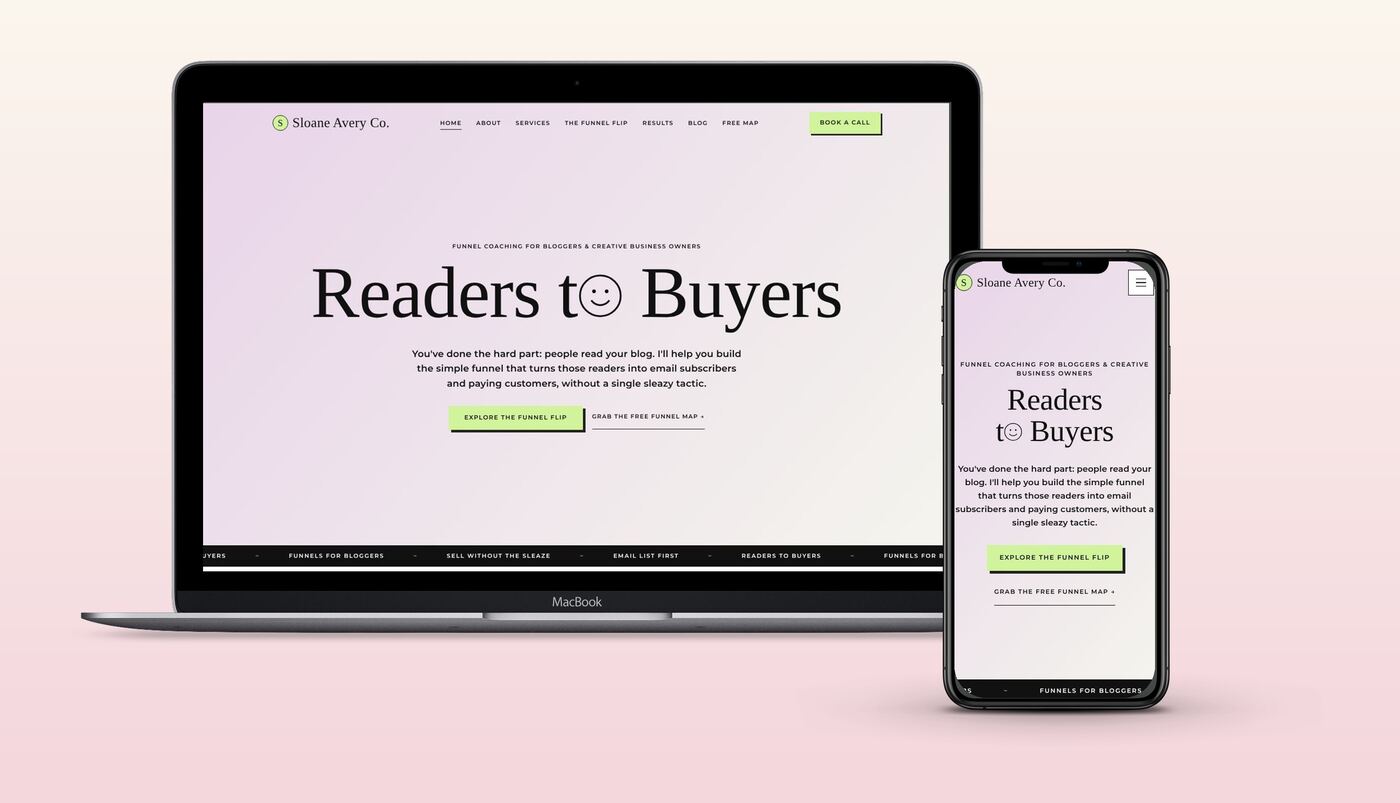 S Sloane Avery Co.
HOME ABOUT SERVICES THE FUNNEL FLIP RESULTS BLOG FREE MAP
BOOK A CALL
FUNNEL COACHING FOR BLOGGERS & CREATIVE BUSINESS OWNERS
Readers to Buyers
You've done the hard part: people read your blog. I'll help you build
the simple funnel that turns those readers into email subscribers
and paying customers, without a single sleazy tactic.
EXPLORE THE FUNNEL FLIP
GRAB THE FREE FUNNEL MAP
UYERS ~ FUNNELS FOR BLOGGERS ~ SELL WITHOUT THE SLEAZE ~ EMAIL LIST FIRST ~ READERS TO BUYERS ~ FUNNELS FOR B
MacBook
S Sloane Avery Co.
FUNNEL COACHING FOR BLOGGERS & CREATIVE
BUSINESS OWNERS
Readers
to Buyers
You've done the hard part: people read your
blog. I'll help you build the simple funnel
that turns those readers into email
subscribers and paying customers, without a
single sleazy tactic.
EXPLORE THE FUNNEL FLIP
GRAB THE FREE FUNNEL MAP
RS ~ FUNNELS FOR BLOGGERS